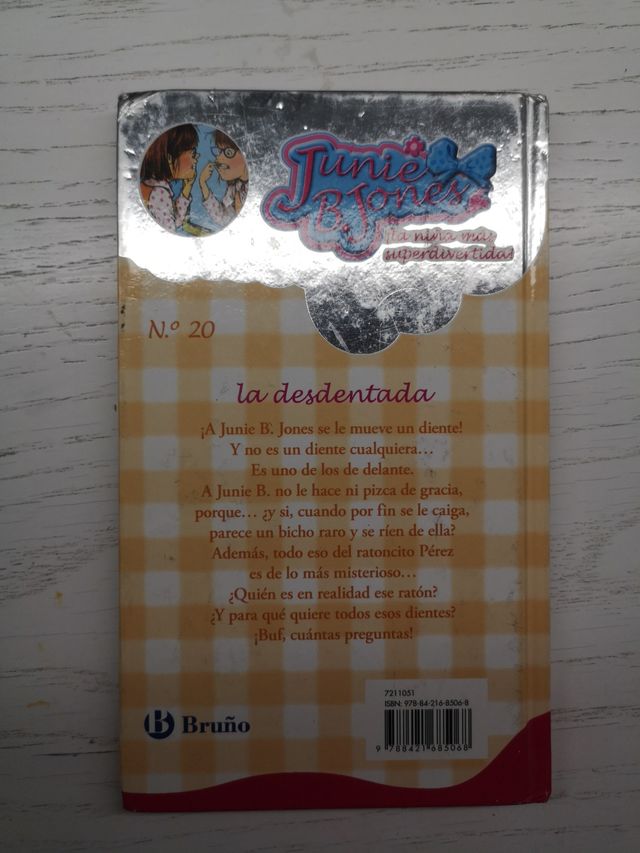 Junie
B. Jones
¡la niña más
superdivertida!
N.º 20
la desdentada
¡A Junie B. Jones se le mueve un diente!
Y no es un diente cualquiera...
Es uno de los de delante.
A Junie B. no le hace ni pizca de gracia,
porque... ¿y si, cuando por fin se le caiga,
parece un bicho raro y se ríen de ella?
Además, todo eso del ratoncito Pérez
es de lo más misterioso...
¿Quién es en realidad ese ratón?
¿Y para qué quiere todos esos dientes?
¡Buf, cuántas preguntas!
7211051
ISBN: 978-84-216-8506-8
B Bruño
9 788421 685068